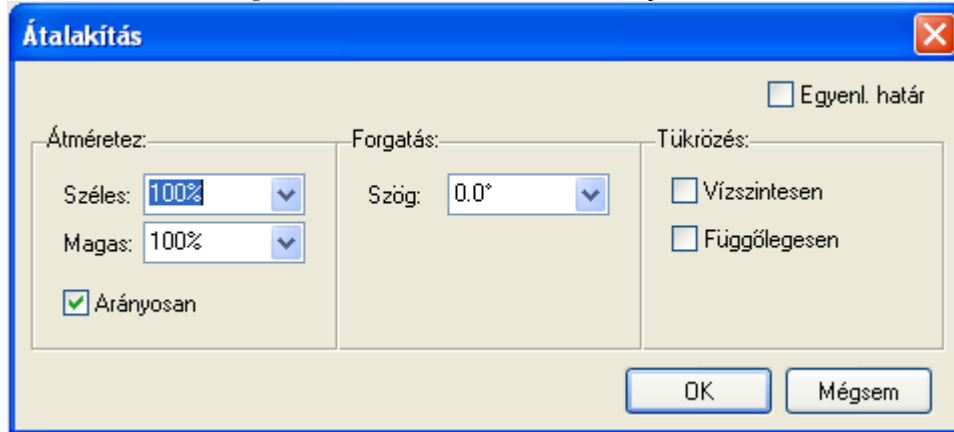 Átalakítás
Egyenl. határ
Átméretez:
Széles: 100%
Magas: 100%
Arányosan
Forgatás:
Szög: 0.0°
Tükrözés:
Vízszintesen
Függőlegesen
OK
Mégsem